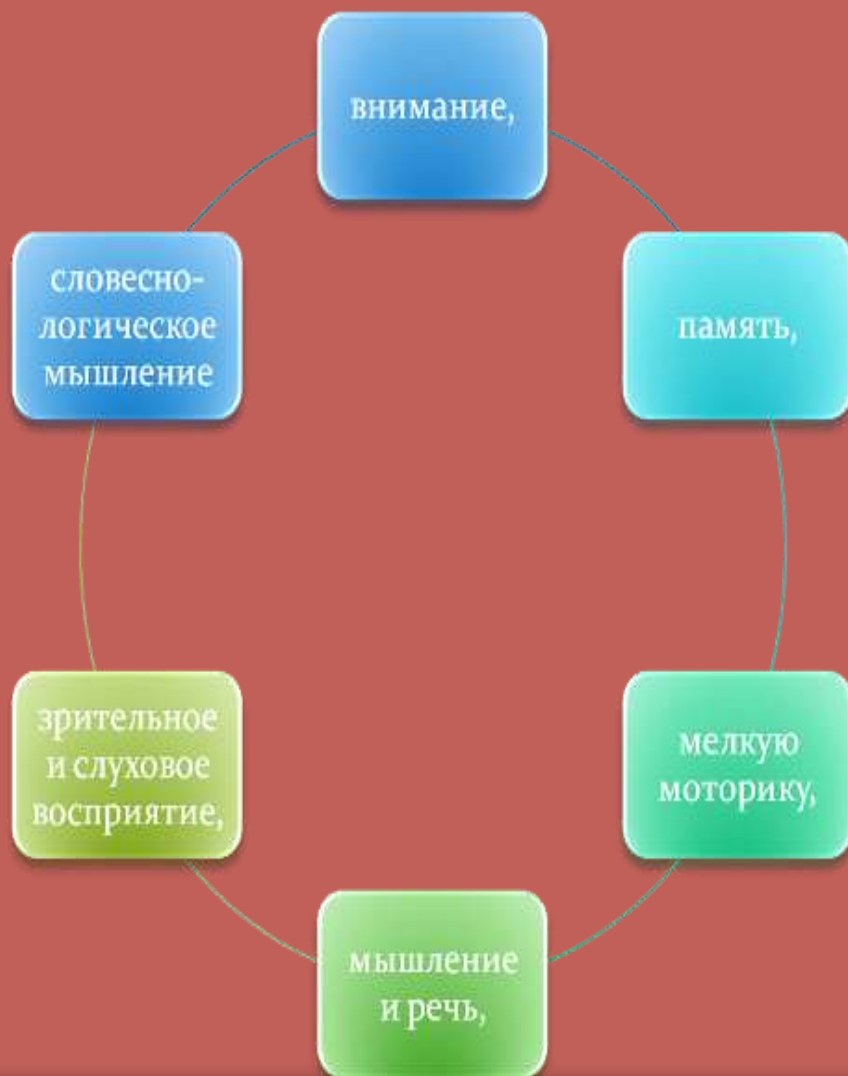 внимание,
память,
мелкую
моторику,
мышление
и речь,
зрительное
и слуховое
восприятие,
словесно-
логическое
мышление